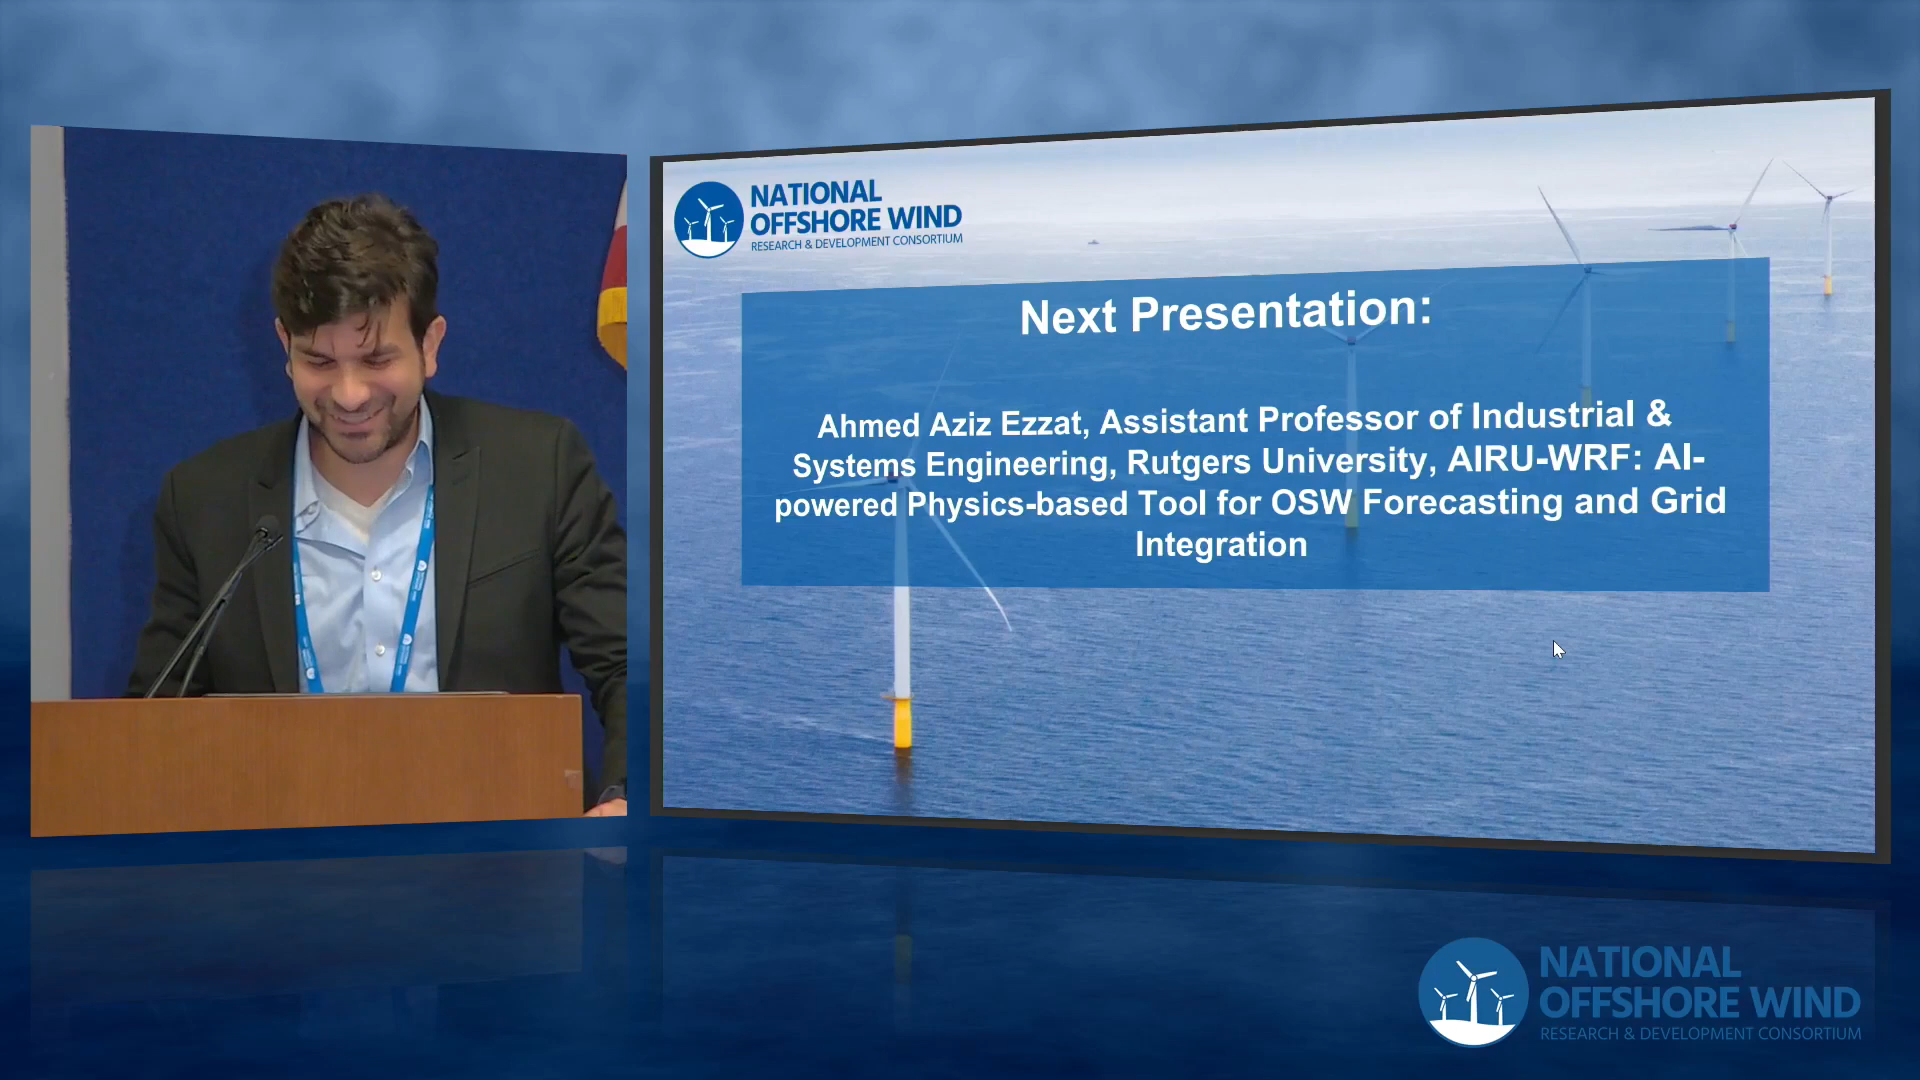 NATIONAL
OFFSHORE WIND
RESEARCH & DEVELOPMENT CONSORTIUM
Next Presentation:
Ahmed Aziz Ezzat, Assistant Professor of Industrial &
Systems Engineering, Rutgers University, AIRU-WRF: AI-
powered Physics-based Tool for OSW Forecasting and Grid
Integration
NATIONAL
OFFSHORE WIND
RESEARCH & DEVELOPMENT CONSORTIUM